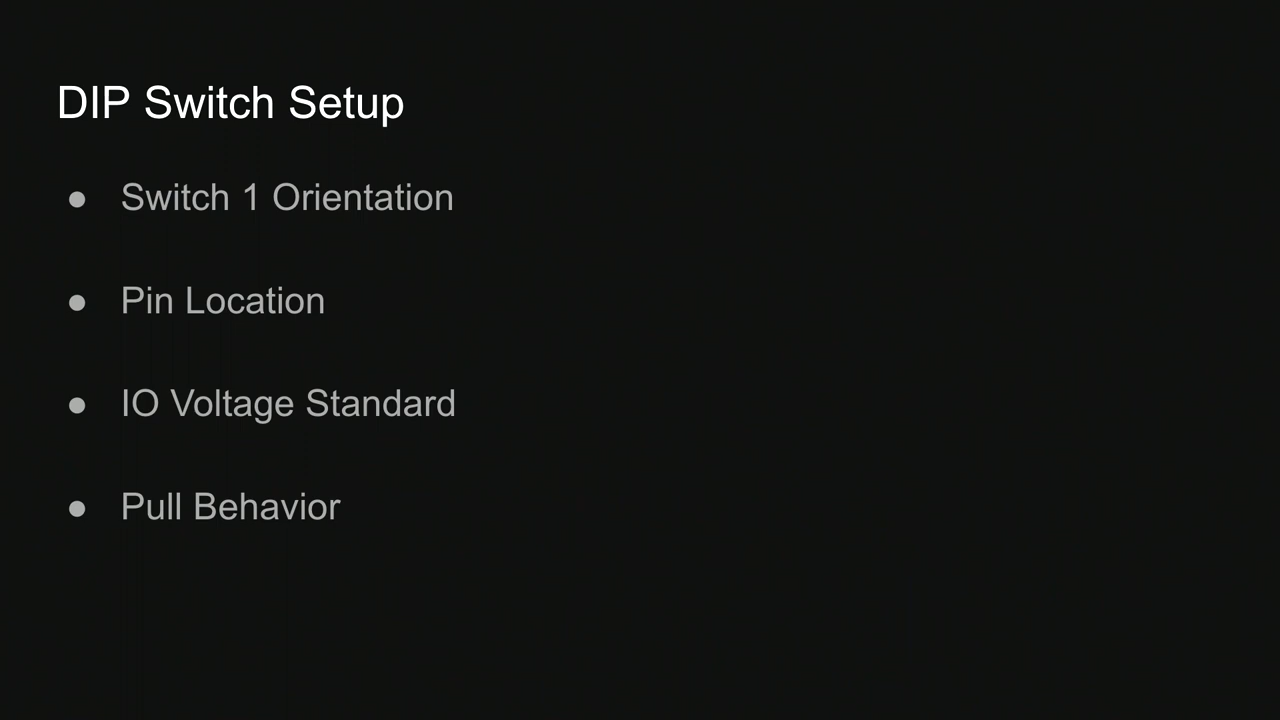 DIP Switch Setup
● Switch 1 Orientation
● Pin Location
● IO Voltage Standard
● Pull Behavior